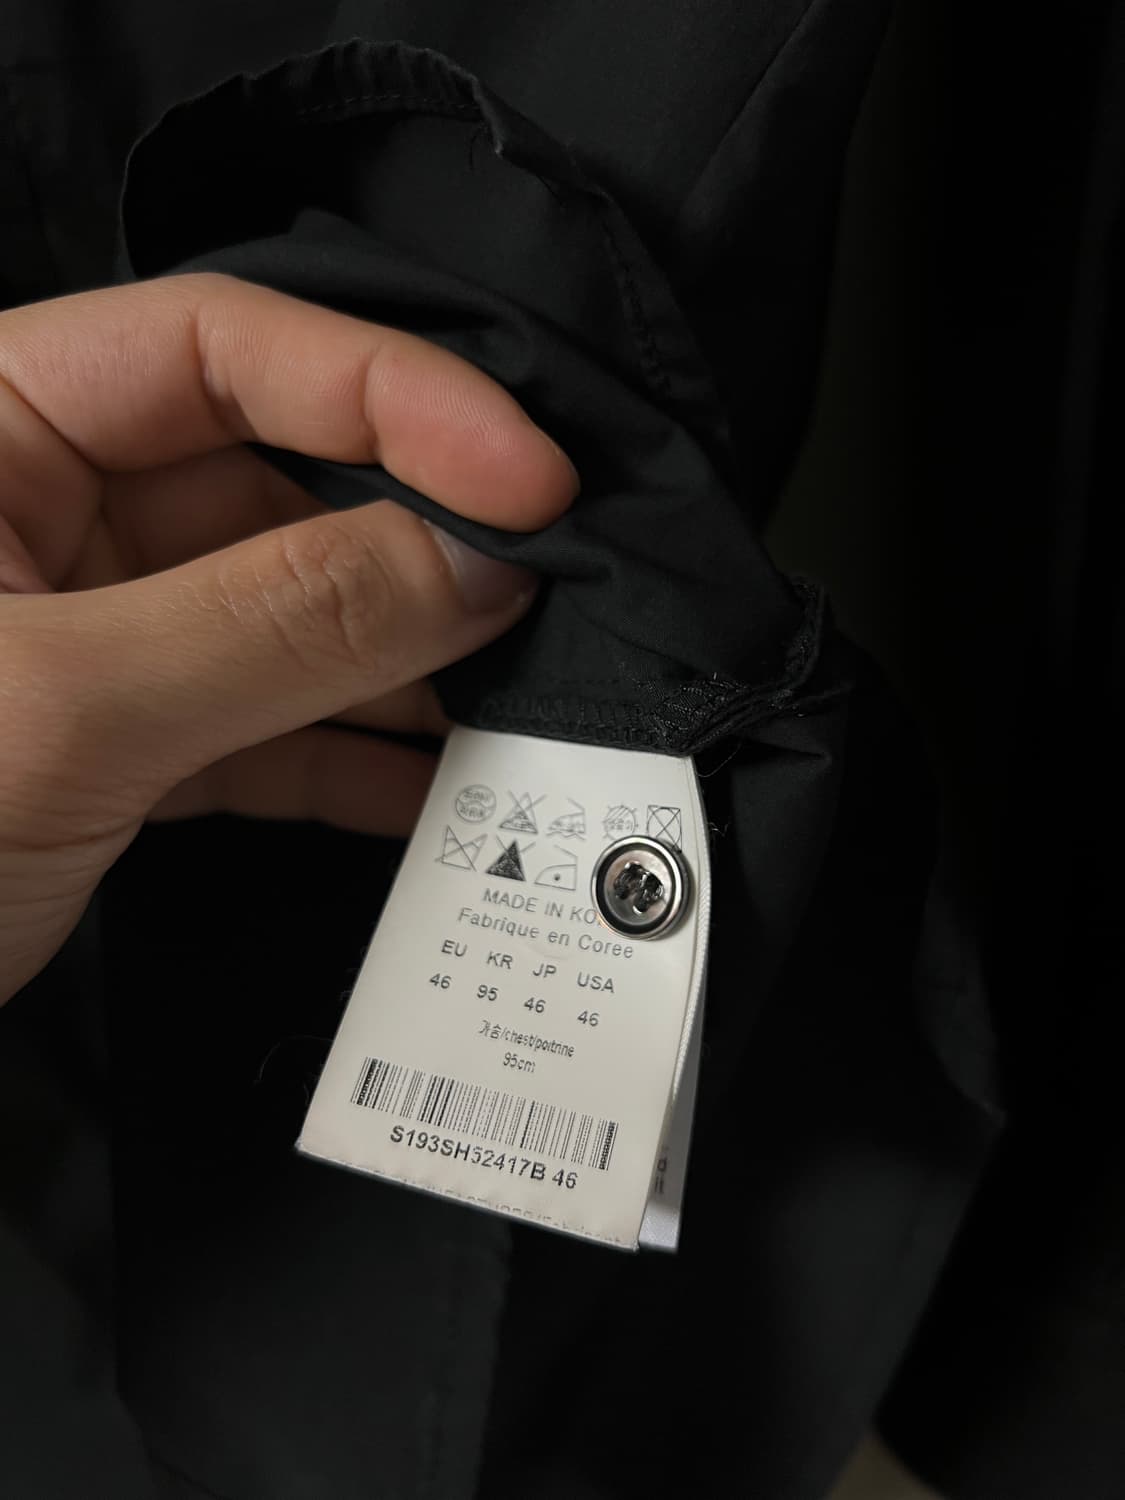 MADE IN KO
Fabrique en Coree
EU KR JP USA
46 95 46 46
가슴/chest/poitrine
95cm
S193SH52417B 46